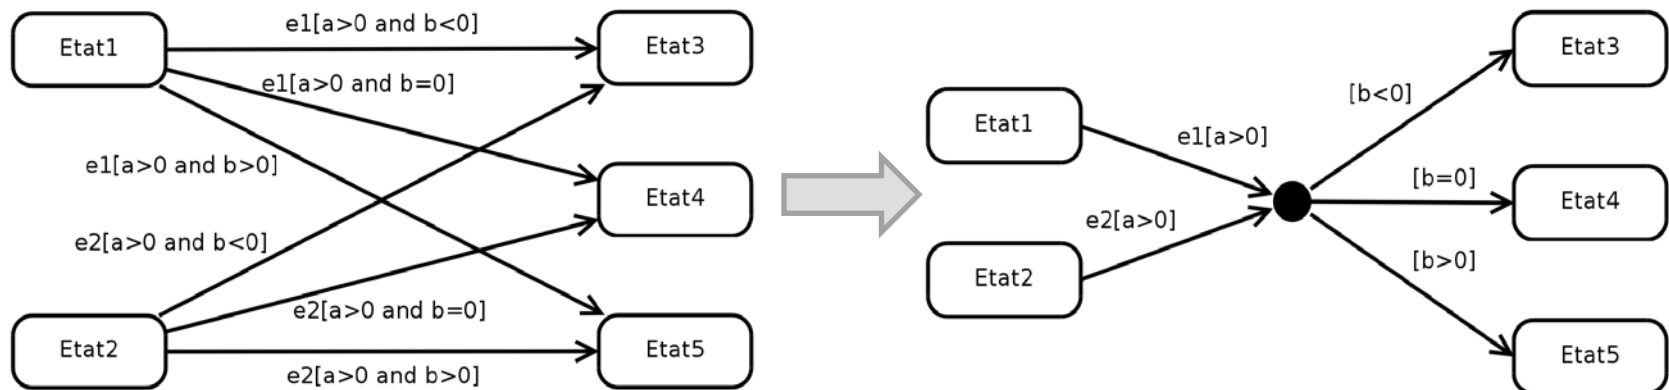 Etat1
e1[a>0 and b<0]
Etat3
e1[a>0 and b=0]
e1[a>0 and b>0]
Etat4
e2[a>0 and b<0]
e2[a>0 and b=0]
Etat2
Etat5
e2[a>0 and b>0]
Etat1
e1[a>0]
[b<0]
Etat3
[b=0]
Etat4
e2[a>0]
Etat2
[b>0]
Etat5